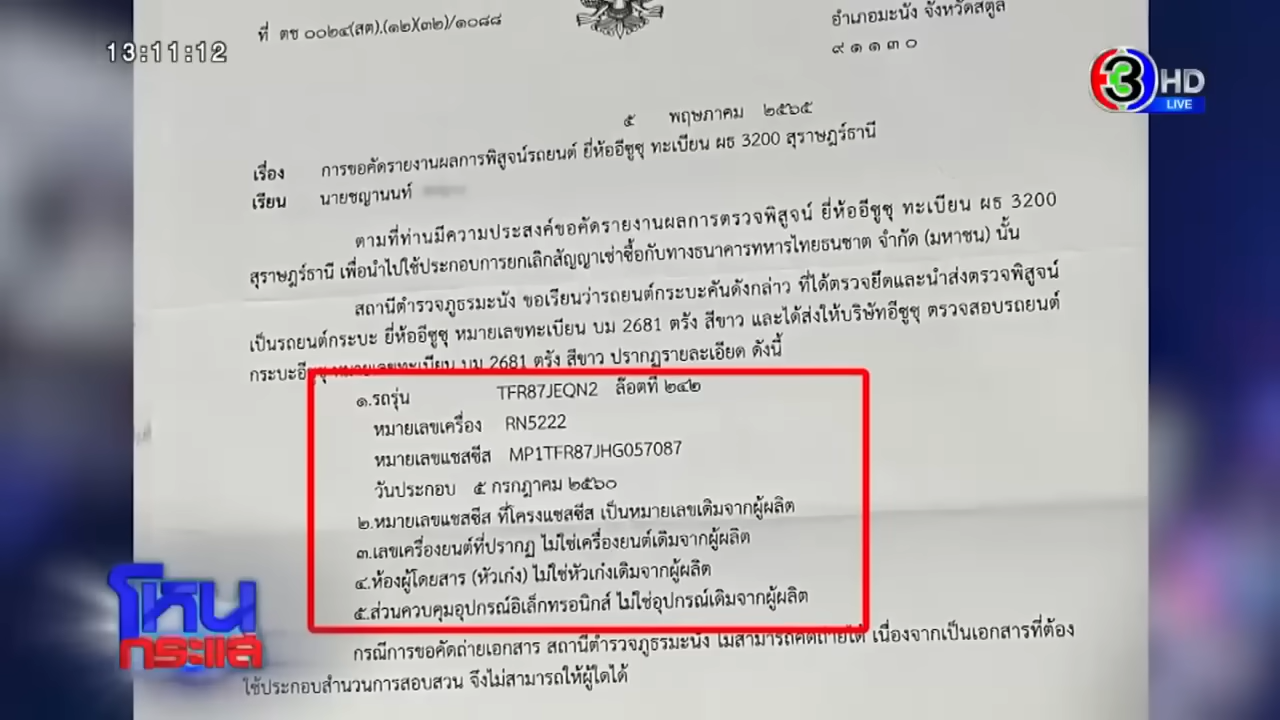 13:11:12
3 HD
LIVE
ที่ ตช ๐๐๒๔(สต).(๑๒)(๓๒)/๑๐๘๘
อำเภอมะนัง จังหวัดสตูล
๙๑๑๓๐
๕ พฤษภาคม ๒๕๖๕
เรื่อง การขอคัดรายงานผลการพิสูจน์รถยนต์ ยี่ห้ออีซูซุ ทะเบียน ผธ 3200 สุราษฎร์ธานี
เรียน นายชญานนท์
ตามที่ท่านมีความประสงค์ขอคัดรายงานผลการตรวจพิสูจน์ ยี่ห้ออีซูซุ ทะเบียน ผธ 3200
สุราษฎร์ธานี เพื่อนำไปใช้ประกอบการยกเลิกสัญญาเช่าซื้อกับทางธนาคารทหารไทยธนชาต จำกัด (มหาชน) นั้น
สถานีตำรวจภูธรมะนัง ขอเรียนว่ารถยนต์กระบะคันดังกล่าว ที่ได้ตรวจยึดและนำส่งตรวจพิสูจน์
เป็นรถยนต์กระบะ ยี่ห้ออีซูซุ หมายเลขทะเบียน บม 2681 ตรัง สีขาว และได้ส่งให้บริษัทอีซูซุ ตรวจสอบรถยนต์
กระบะอีซูซุ หมายเลขทะเบียน บม 2681 ตรัง สีขาว ปรากฏรายละเอียด ดังนี้
๑.รถรุ่น TFR87JEQN2 ล๊อตที่ ๒๔๒
หมายเลขเครื่อง RN5222
หมายเลขแชสซีส MP1TFR87JHG057087
วันประกอบ ๕ กรกฎาคม ๒๕๖๐
๒.หมายเลขแชสซีส ที่โครงแชสซีส เป็นหมายเลขเดิมจากผู้ผลิต
๓.เลขเครื่องยนต์ที่ปรากฏ ไม่ใช่เครื่องยนต์เดิมจากผู้ผลิต
๔.ห้องผู้โดยสาร (หัวเก๋ง) ไม่ใช่หัวเก๋งเดิมจากผู้ผลิต
๕.ส่วนควบคุมอุปกรณ์อิเล็กทรอนิกส์ ไม่ใช่อุปกรณ์เดิมจากผู้ผลิต
กรณีการขอคัดถ่ายเอกสาร สถานีตำรวจภูธรมะนัง ไม่สามารถคัดถ่ายได้ เนื่องจากเป็นเอกสารที่ต้อง
ใช้ประกอบสำนวนการสอบสวน จึงไม่สามารถให้ผู้ใดได้
โหน
กระแส